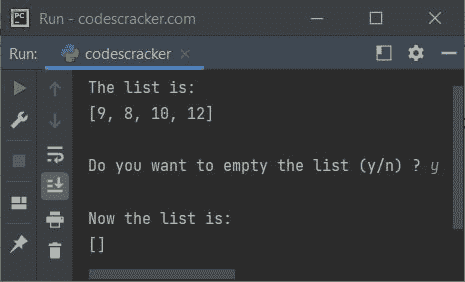 PC
Run - codescracker.com
Run:
codescracker
The list is:
[9, 8, 10, 12]
Do you want to empty the list (y/n) ? y
Now the list is:
[]